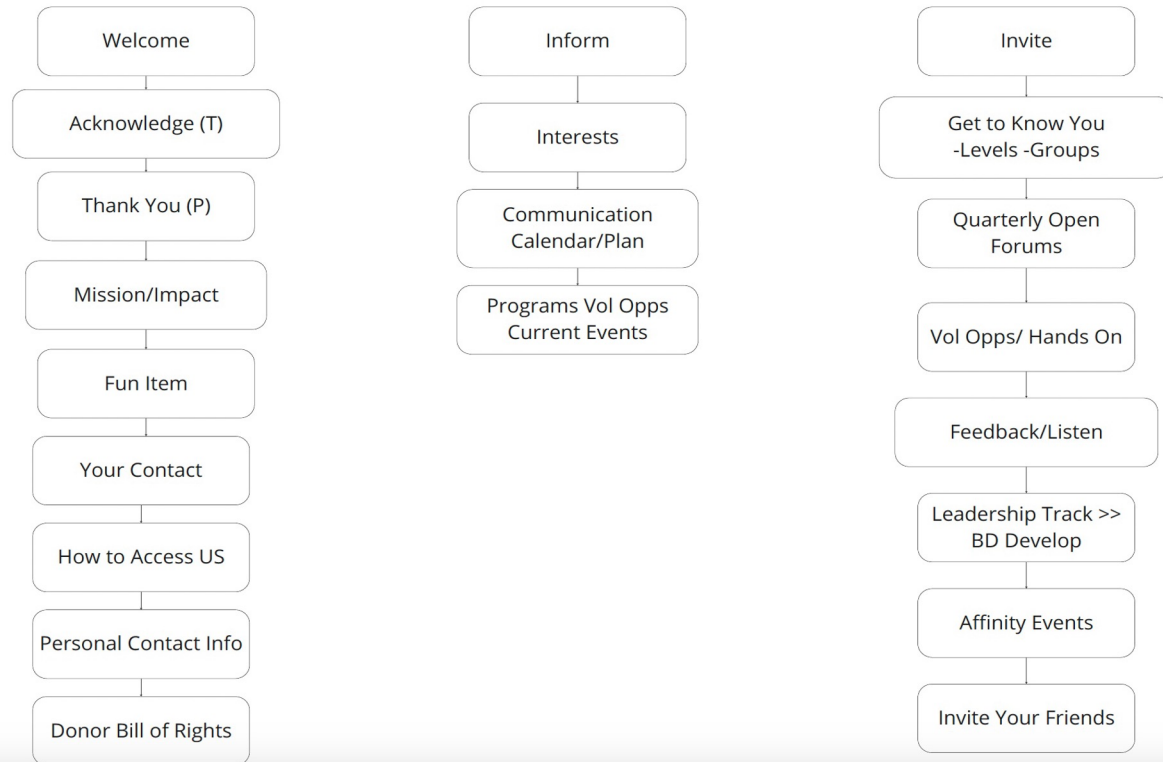 Welcome
Acknowledge (T)
Thank You (P)
Mission/Impact
Fun Item
Your Contact
How to Access US
Personal Contact Info
Donor Bill of Rights
Inform
Interests
Communication
Calendar/Plan
Programs Vol Opps
Current Events
Invite
Get to Know You
-Levels -Groups
Quarterly Open
Forums
Vol Opps/ Hands On
Feedback/Listen
Leadership Track >>
BD Develop
Affinity Events
Invite Your Friends